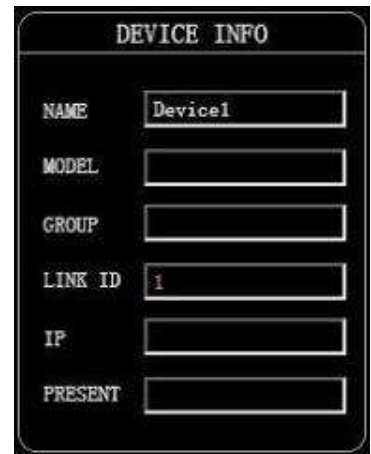 DEVICE INFO
NAME Device1
MODEL
GROUP
LINK ID 1
IP
PRESENT